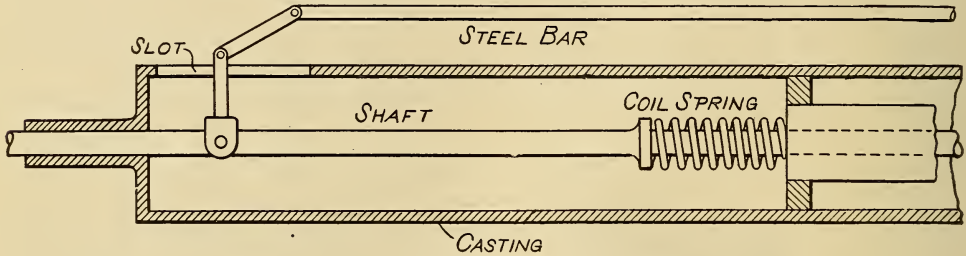 STEEL BAR
SLOT
SHAFT
COIL SPRING
CASTING